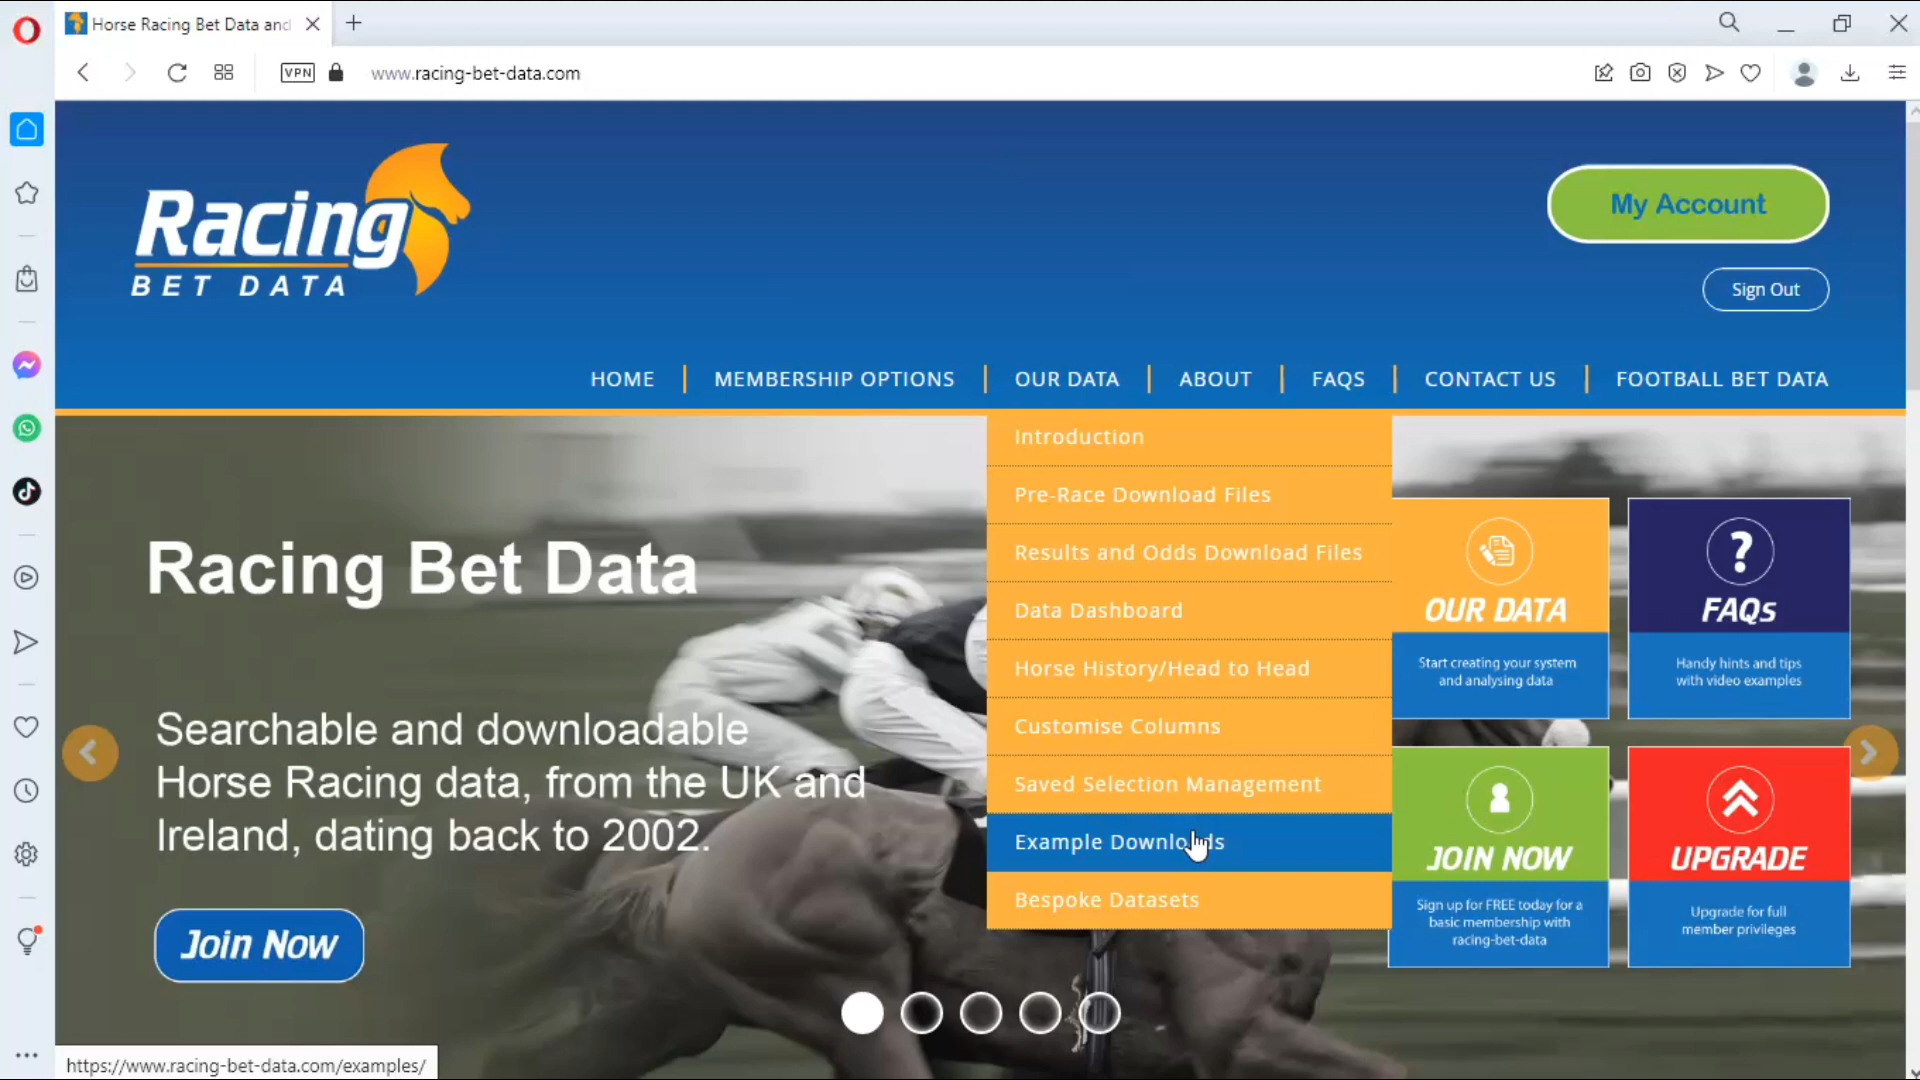 Horse Racing Bet Data and
VPN
www.racing-bet-data.com
Racing
BET DATA
My Account
Sign Out
HOME
MEMBERSHIP OPTIONS
OUR DATA
ABOUT
FAQS
CONTACT US
FOOTBALL BET DATA
Introduction
Pre-Race Download Files
Results and Odds Download Files
Data Dashboard
Horse History/Head to Head
Customise Columns
Saved Selection Management
Example Downloads
Bespoke Datasets
Racing Bet Data
Searchable and downloadable
Horse Racing data, from the UK and
Ireland, dating back to 2002.
Join Now
OUR DATA
Start creating your system
and analysing data
?
FAQs
Handy hints and tips
with video examples
JOIN NOW
Sign up for FREE today for a
basic membership with
racing-bet-data
UPGRADE
Upgrade for full
member privileges
https://www.racing-bet-data.com/examples/